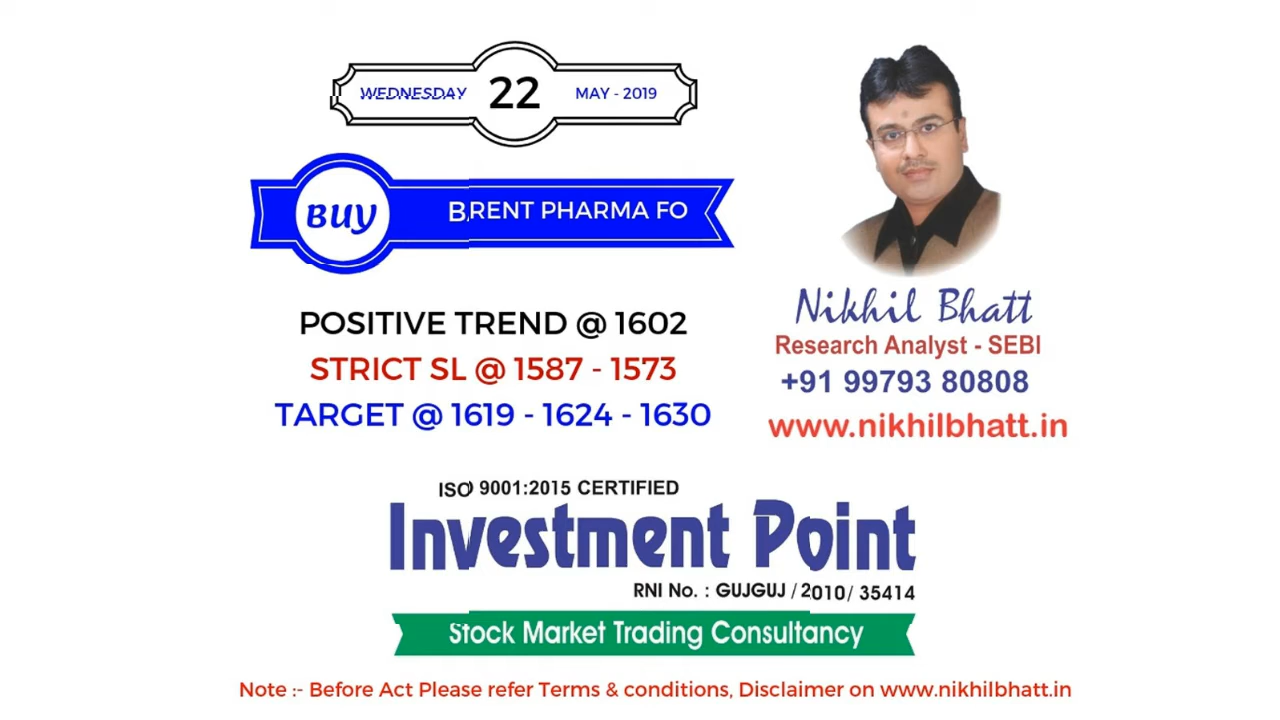 WEDNESDAY 22 MAY - 2019
BUY
RENT PHARMA FO
POSITIVE TREND @ 1602
STRICT SL @ 1587 - 1573
TARGET @ 1619 - 1624 - 1630
Nikhil Bhatt
Research Analyst - SEBI
+91 99793 80808
www.nikhilbhatt.in
ISO 9001:2015 CERTIFIED
Investment Point
RNI No. : GUJGUJ / 2010/ 35414
Stock Market Trading Consultancy
Note :- Before Act Please refer Terms & conditions, Disclaimer on www.nikhilbhatt.in